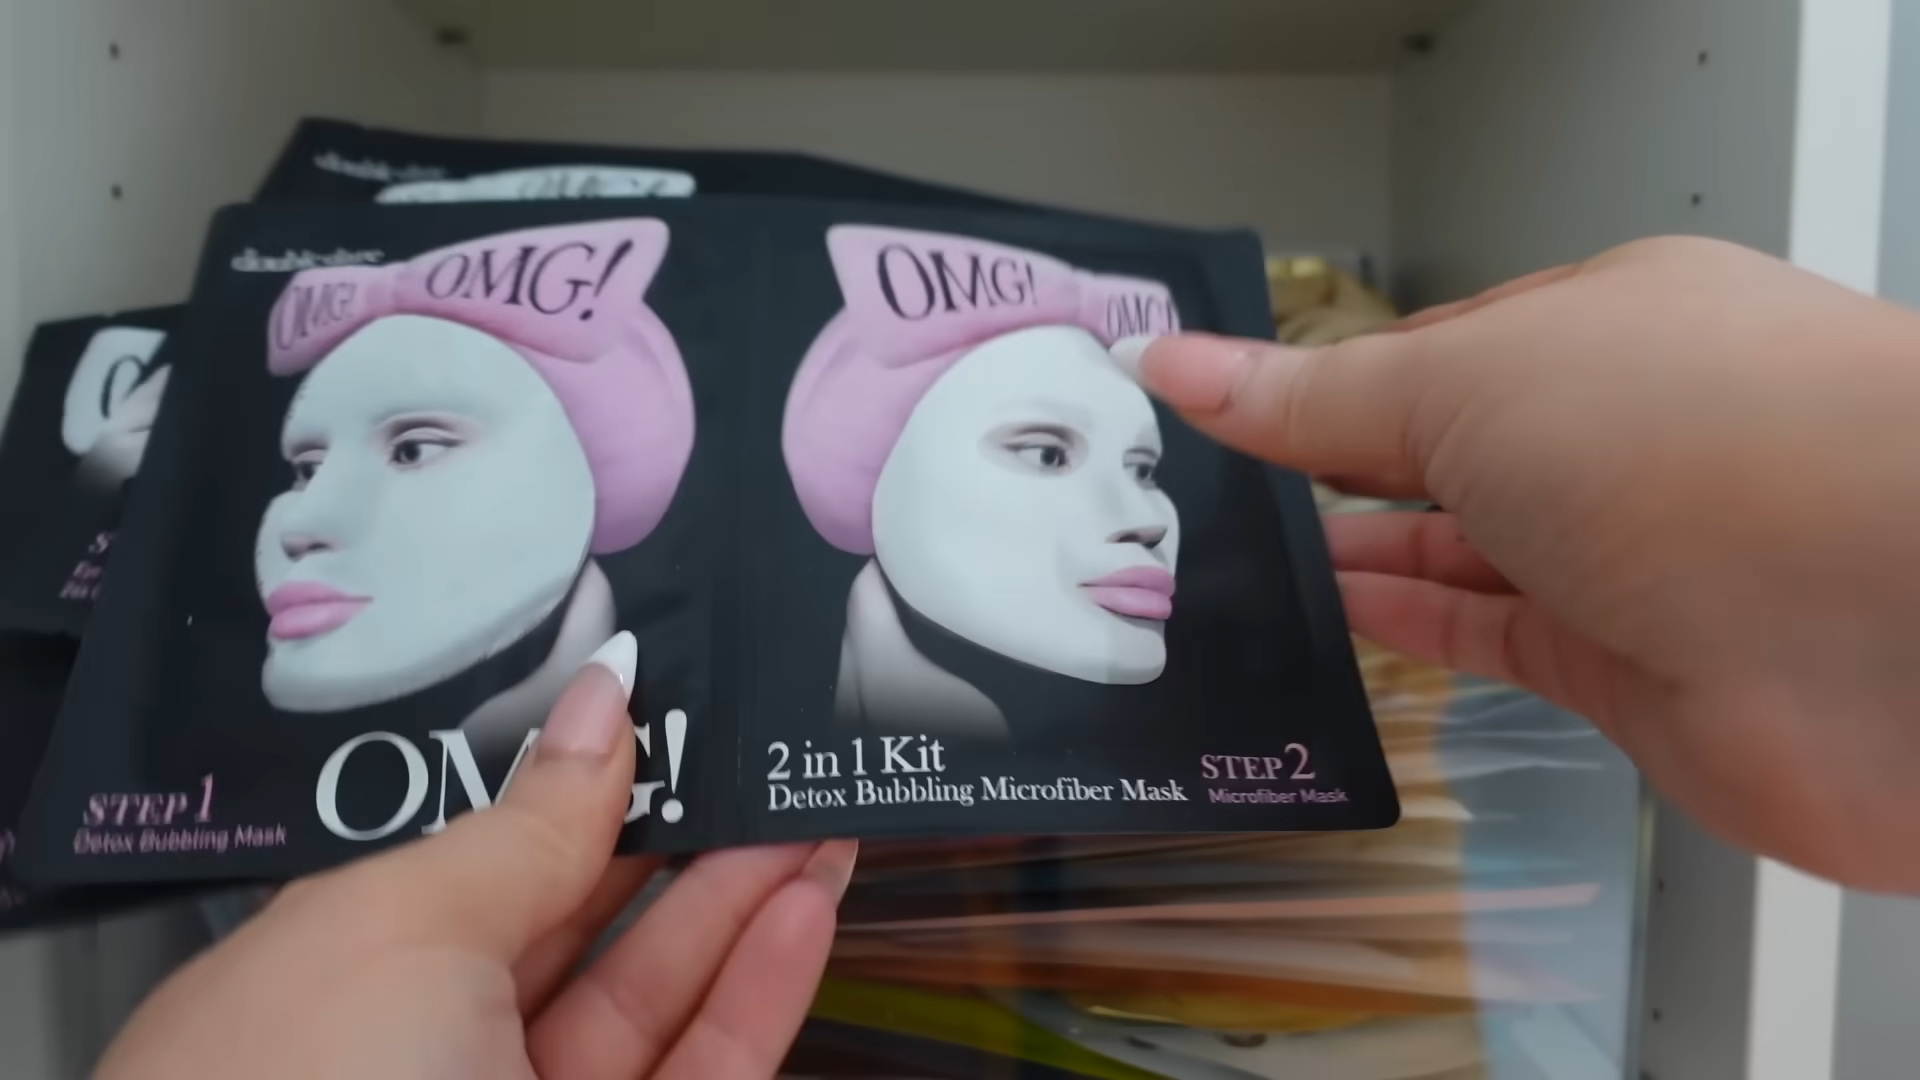 OMG! OMG!
OMG! OMG!
OMG!
STEP 1
Detox Bubbling Mask
2 in 1 Kit
Detox Bubbling Microfiber Mask
STEP 2
Microfiber Mask